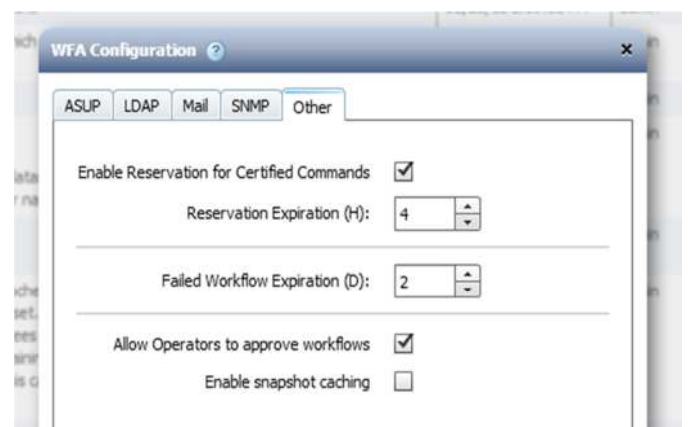 WFA Configuration ?
ASUP LDAP Mail SNMP Other
Enable Reservation for Certified Commands
Reservation Expiration (H): 4
Failed Workflow Expiration (D): 2
Allow Operators to approve workflows
Enable snapshot caching